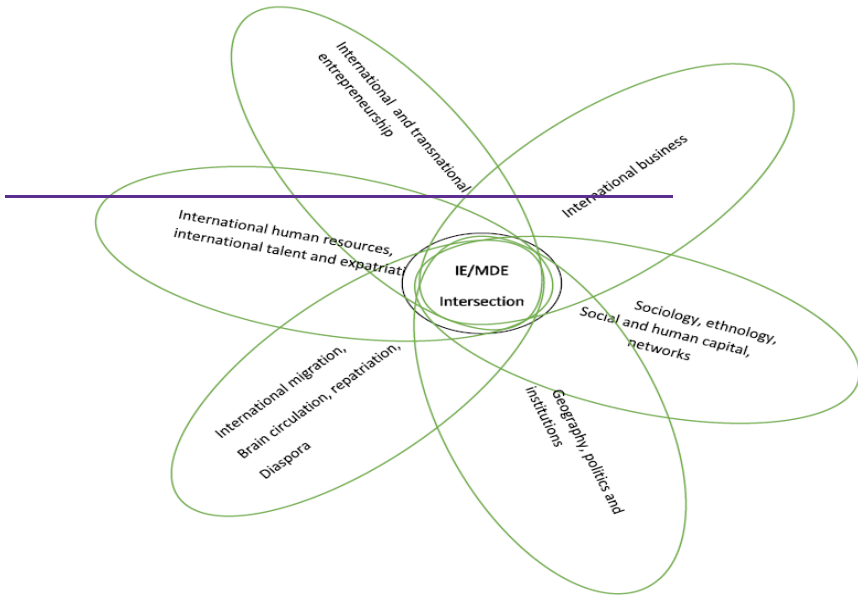 International and transnational
entrepreneurship
International business
International human resources,
international talent and expatriati
IE/MDE
Intersection
Sociology, ethnology,
Social and human capital,
networks
International migration,
Brain circulation, repatriation,
Diaspora
Geography, politics and
institutions